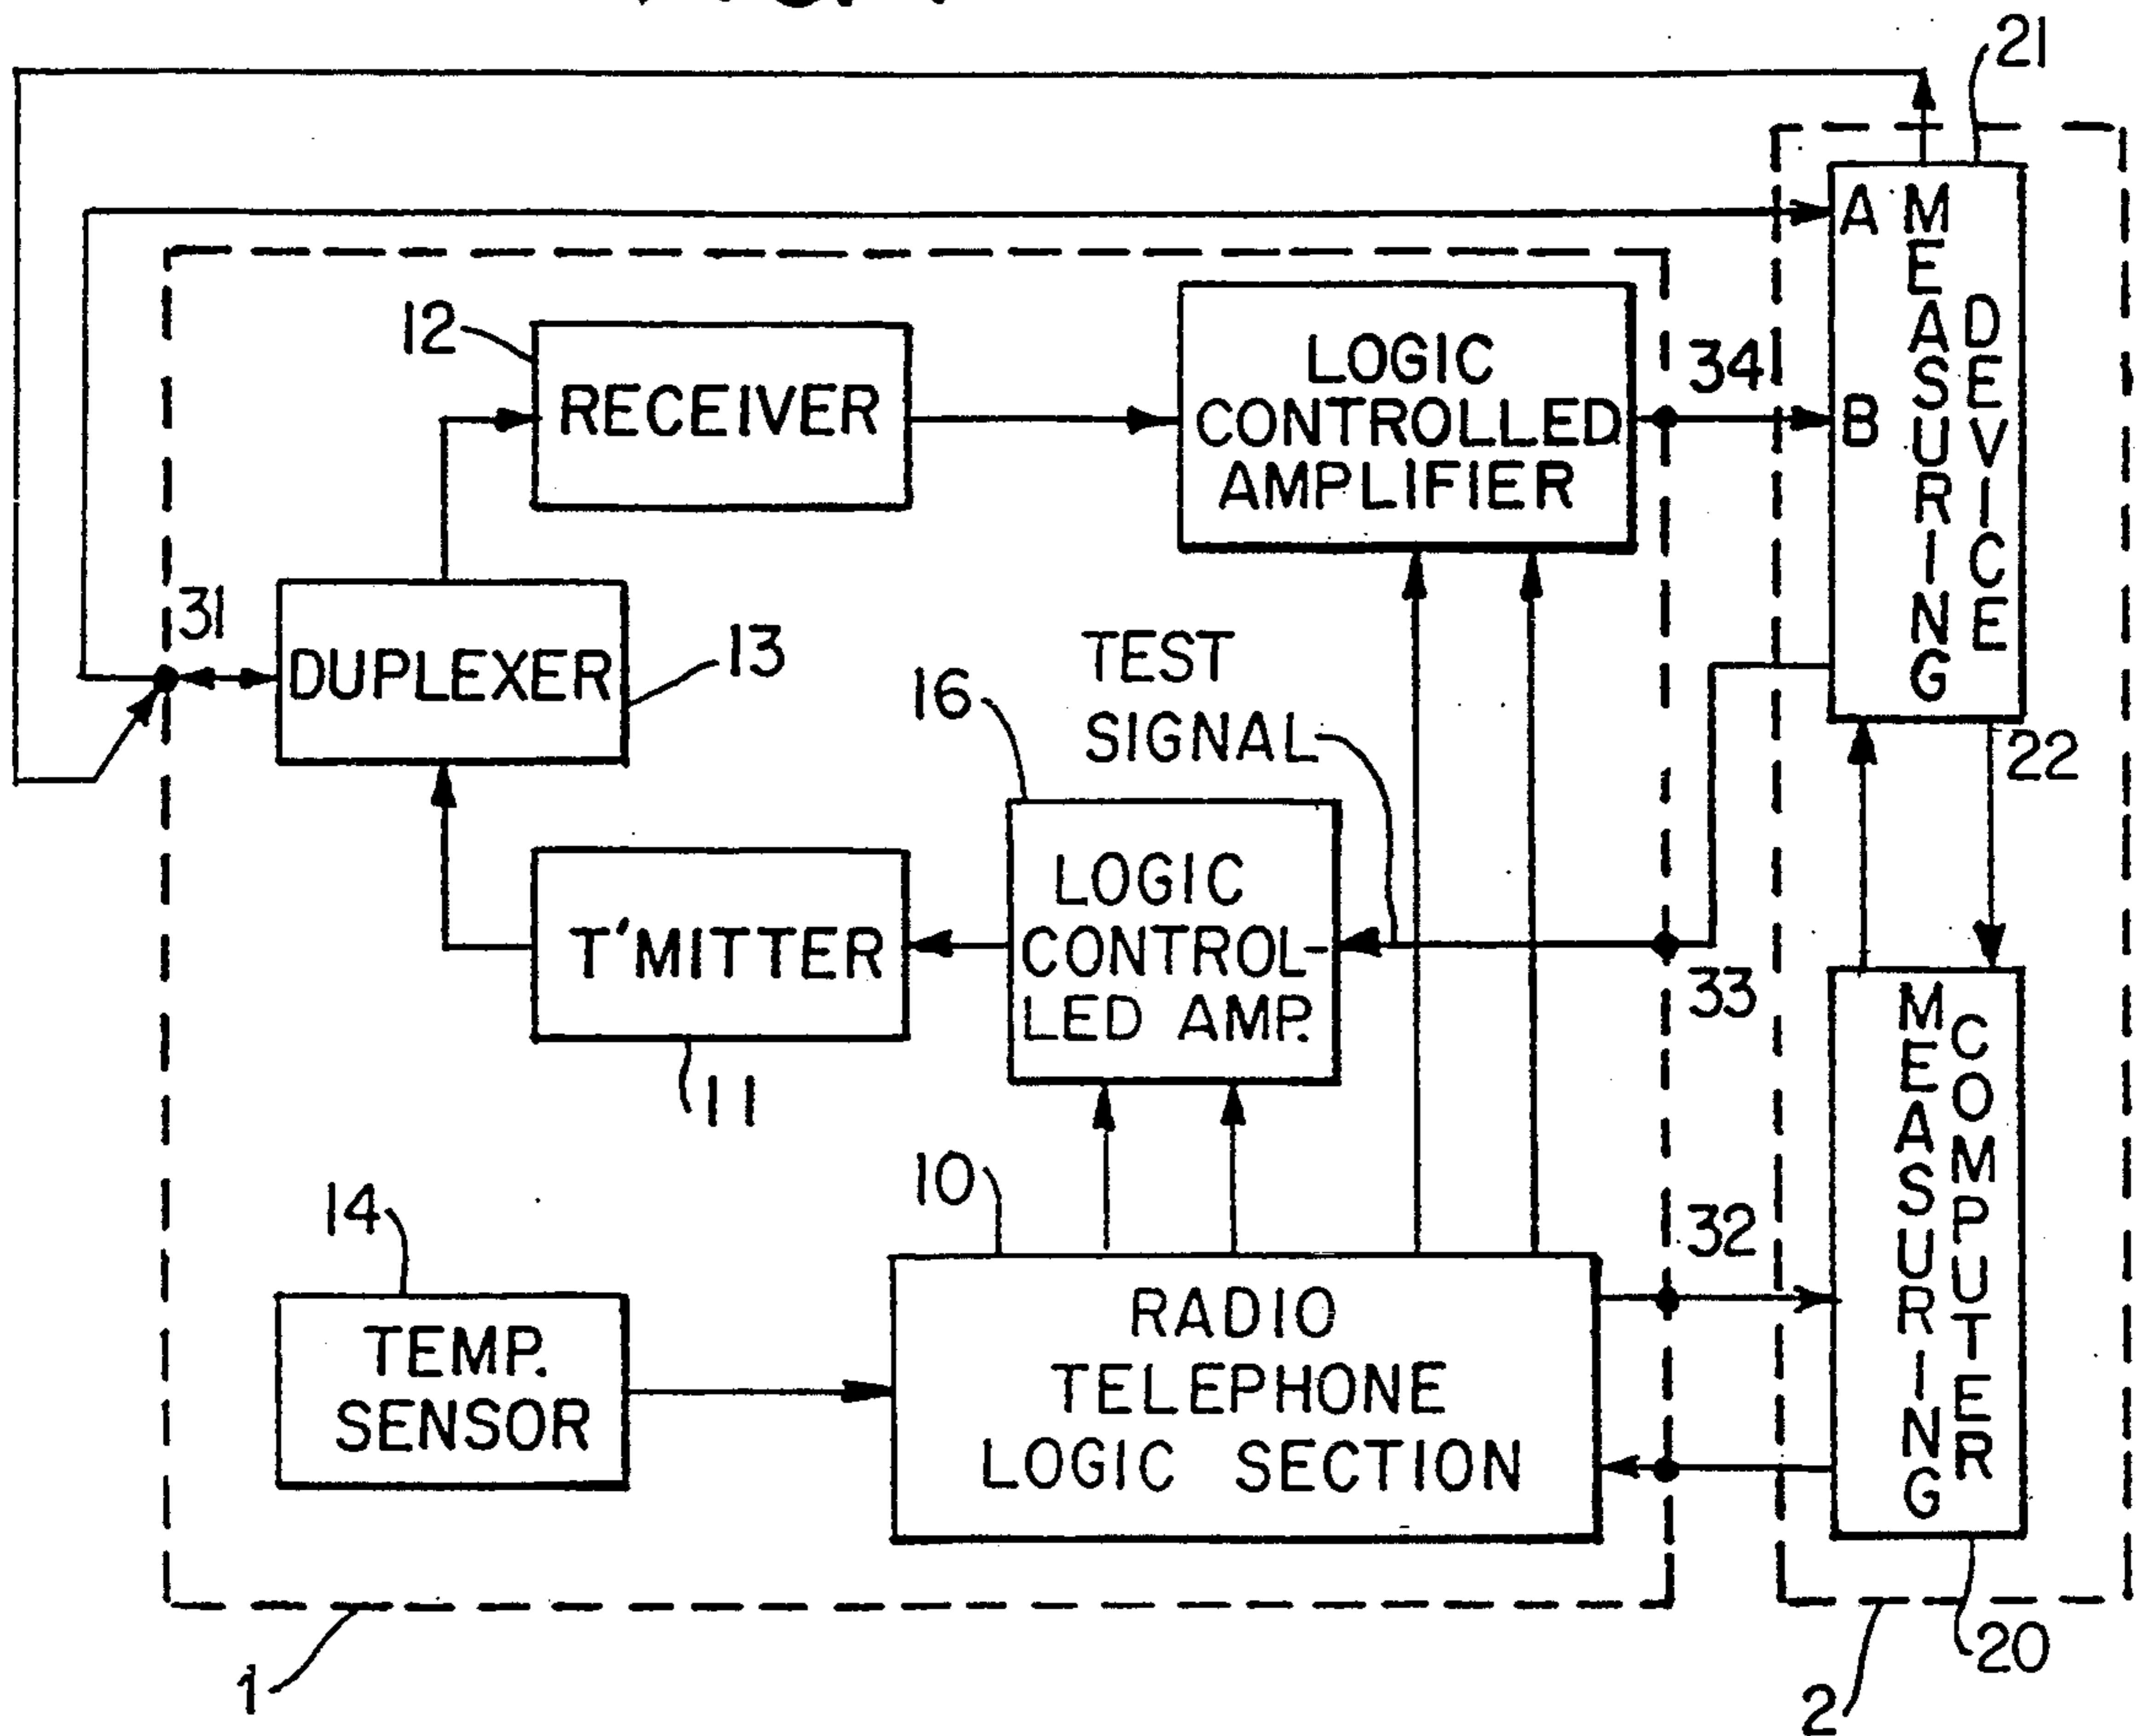 21
A
MEASURING
DEVICE
12
RECEIVER
LOGIC
CONTROLLED
AMPLIFIER
34
B
31
DUPLEXER
13
TEST
SIGNAL
16
22
T'MITTER
LOGIC
CONTROL-
LED AMP.
33
11
MEASURING
COMPUTER
10
14
32
TEMP.
SENSOR
RADIO
TELEPHONE
LOGIC SECTION
1
2
20